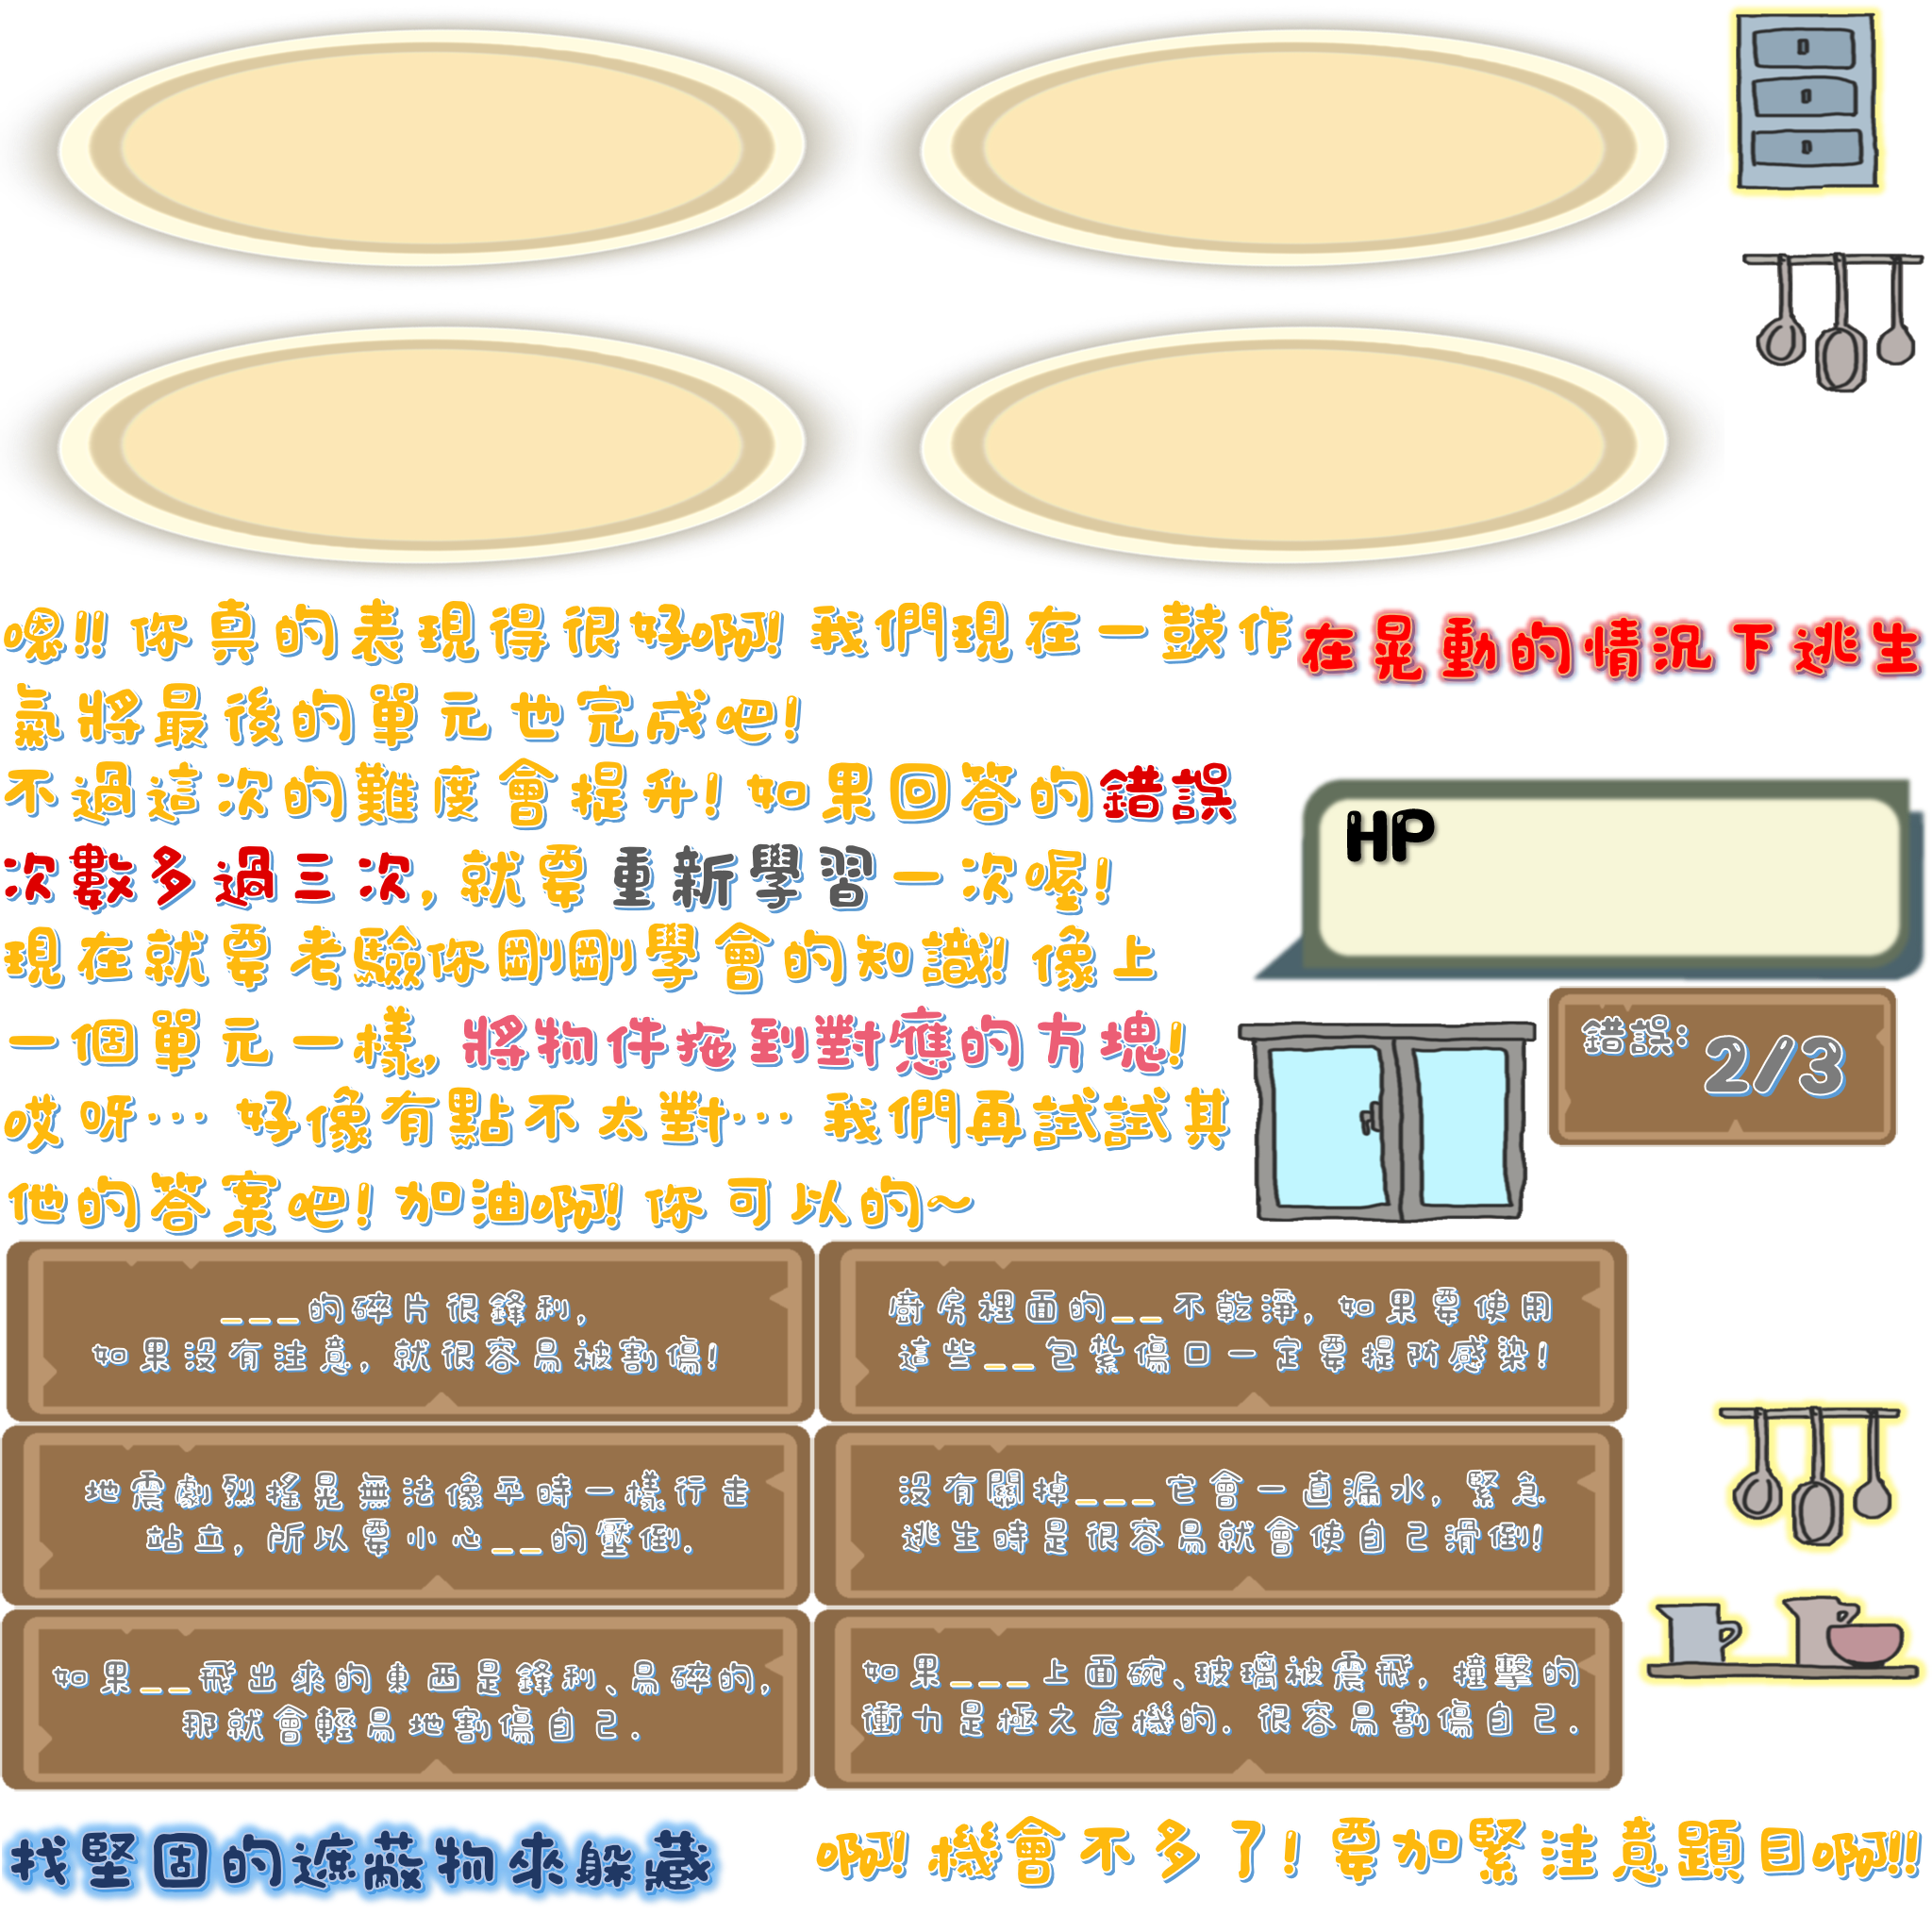 嗯!! 你真的表現得很好啊! 我們現在一鼓作
氣將最後的單元也完成吧!
在晃動的情況下逃生
不過這次的難度會提升! 如果回答的錯誤
次數多過三次, 就要重新學習一次喔!
HP
現在就要考驗你剛剛學會的知識! 像上
一個單元一樣, 將物件拖到對應的方塊!
錯誤:
2/3
哎呀… 好像有點不太對… 我們再試試其
他的答案吧! 加油啊! 你可以的~
___的碎片很鋒利,
如果沒有注意, 就很容易被割傷!
廚房裡面的__不乾淨, 如果要使用
這些__包紮傷口一定要提防感染!
地震劇烈搖晃無法像平時一樣行走
站立, 所以要小心__的壓倒.
沒有關掉___它會一直漏水, 緊急
逃生時是很容易就會使自己滑倒!
如果__飛出來的東西是鋒利、易碎的,
那就會輕易地割傷自己.
如果___上面碗、玻璃被震飛, 撞擊的
衝力是極之危機的. 很容易割傷自己.
找堅固的遮蔽物來躲藏
啊! 機會不多了! 要加緊注意題目啊!!